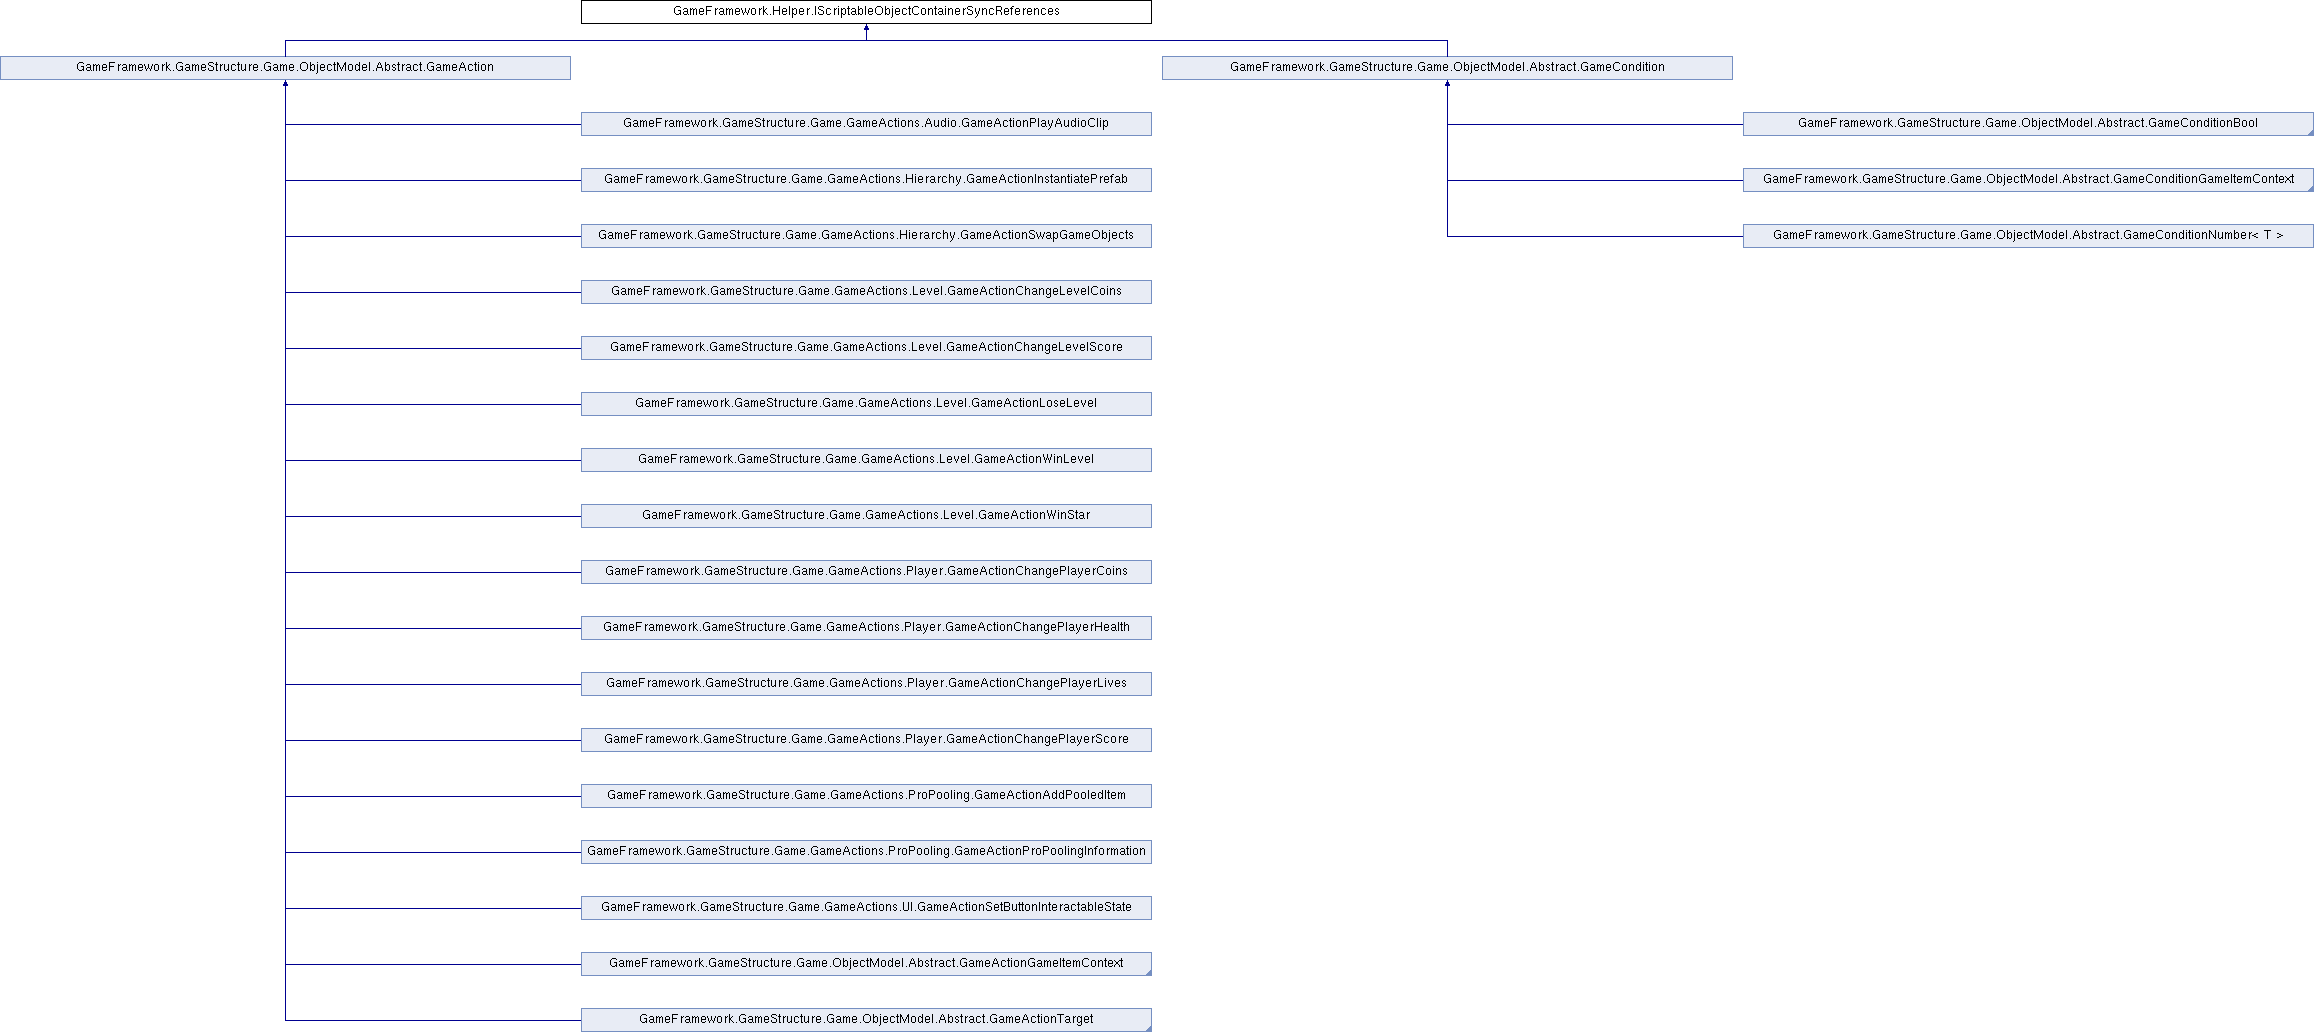 GameFramework.Helper.IScriptableObjectContainerSyncReferences
GameFramework.GameStructure.Game.ObjectModel.Abstract.GameAction
GameFramework.GameStructure.Game.ObjectModel.Abstract.GameCondition
GameFramework.GameStructure.Game.GameActions.Audio.GameActionPlayAudioClip
GameFramework.GameStructure.Game.ObjectModel.Abstract.GameConditionBool
GameFramework.GameStructure.Game.GameActions.Hierarchy.GameActionInstantiatePrefab
GameFramework.GameStructure.Game.ObjectModel.Abstract.GameConditionGameItemContext
GameFramework.GameStructure.Game.GameActions.Hierarchy.GameActionSwapGameObjects
GameFramework.GameStructure.Game.ObjectModel.Abstract.GameConditionNumber< T >
GameFramework.GameStructure.Game.GameActions.Level.GameActionChangeLevelCoins
GameFramework.GameStructure.Game.GameActions.Level.GameActionChangeLevelScore
GameFramework.GameStructure.Game.GameActions.Level.GameActionLoseLevel
GameFramework.GameStructure.Game.GameActions.Level.GameActionWinLevel
GameFramework.GameStructure.Game.GameActions.Level.GameActionWinStar
GameFramework.GameStructure.Game.GameActions.Player.GameActionChangePlayerCoins
GameFramework.GameStructure.Game.GameActions.Player.GameActionChangePlayerHealth
GameFramework.GameStructure.Game.GameActions.Player.GameActionChangePlayerLives
GameFramework.GameStructure.Game.GameActions.Player.GameActionChangePlayerScore
GameFramework.GameStructure.Game.GameActions.ProPooling.GameActionAddPooledItem
GameFramework.GameStructure.Game.GameActions.ProPooling.GameActionProPoolingInformation
GameFramework.GameStructure.Game.GameActions.UI.GameActionSetButtonInteractableState
GameFramework.GameStructure.Game.ObjectModel.Abstract.GameActionGameItemContext
GameFramework.GameStructure.Game.ObjectModel.Abstract.GameActionTarget